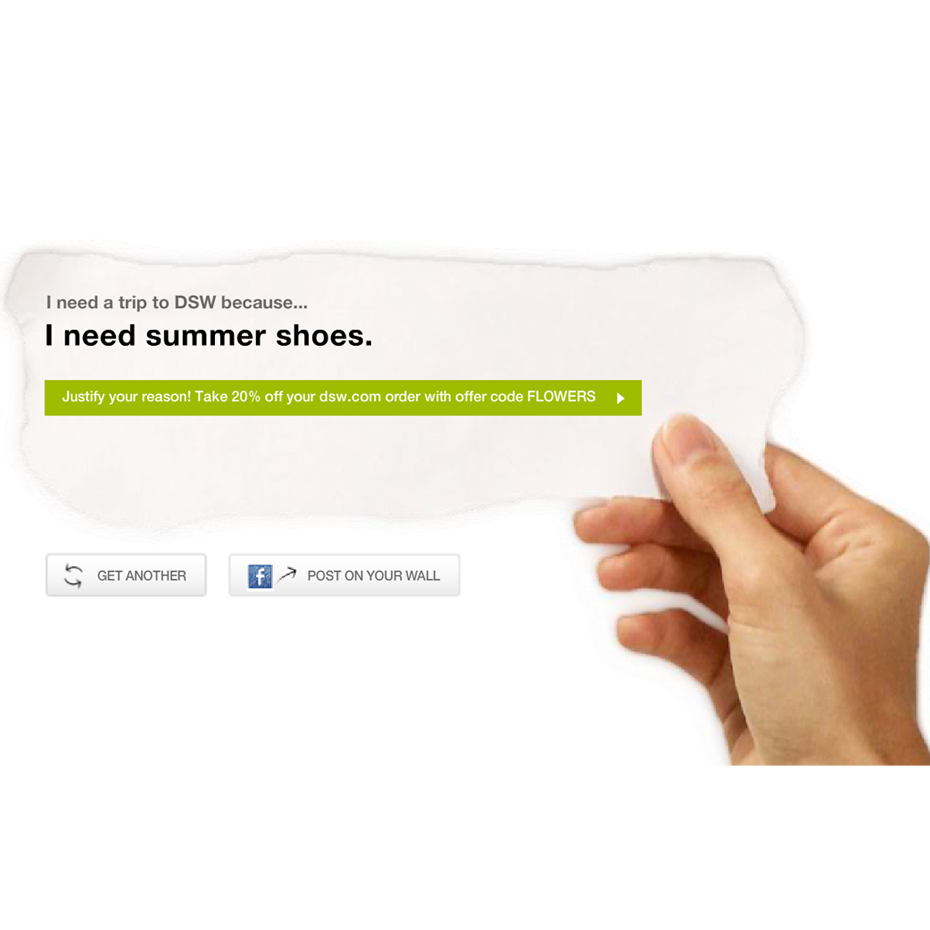 I need a trip to DSW because...
I need summer shoes.
Justify your reason! Take 20% off your dsw.com order with offer code FLOWERS
GET ANOTHER
f POST ON YOUR WALL